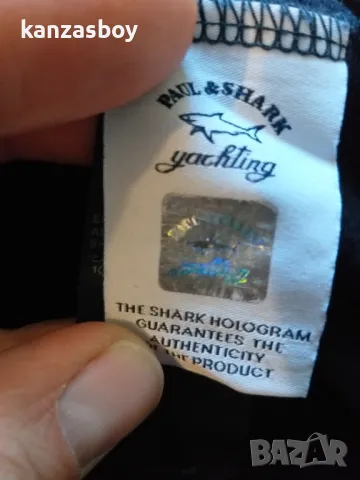 kanzasboy
PAUL & SHARK
yachting
THE SHARK HOLOGRAM
GUARANTEES THE
AUTHENTICITY
THE PRODUCT
BAZAR